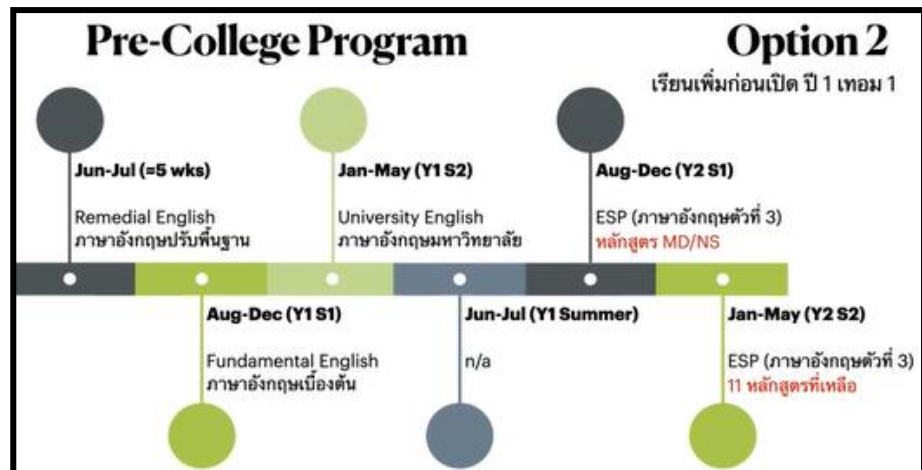 Pre-College Program
Option 2
เรียนเพิ่มก่อนเปิด ปี 1 เทอม 1
Jun-Jul (≈5 wks)
Remedial English
ภาษาอังกฤษปรับพื้นฐาน
Jan-May (Y1 S2)
University English
ภาษาอังกฤษมหาวิทยาลัย
Aug-Dec (Y2 S1)
ESP (ภาษาอังกฤษตัวที่ 3)
หลักสูตร MD/NS
Aug-Dec (Y1 S1)
Fundamental English
ภาษาอังกฤษเบื้องต้น
Jun-Jul (Y1 Summer)
n/a
Jan-May (Y2 S2)
ESP (ภาษาอังกฤษตัวที่ 3)
11 หลักสูตรที่เหลือ